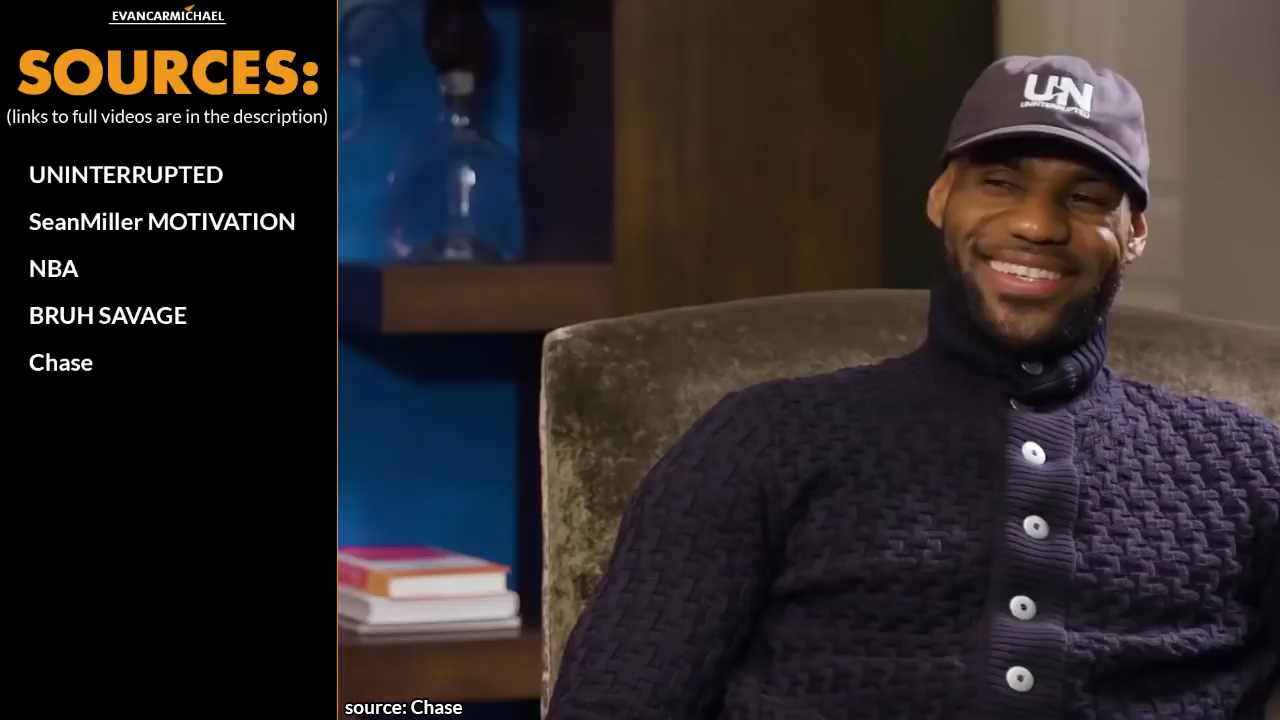 EVANCARMICHAEL
SOURCES:
(links to full videos are in the description)
UNINTERRUPTED
SeanMiller MOTIVATION
NBA
BRUH SAVAGE
Chase
UN
UNINTERRUPTED
source: Chase